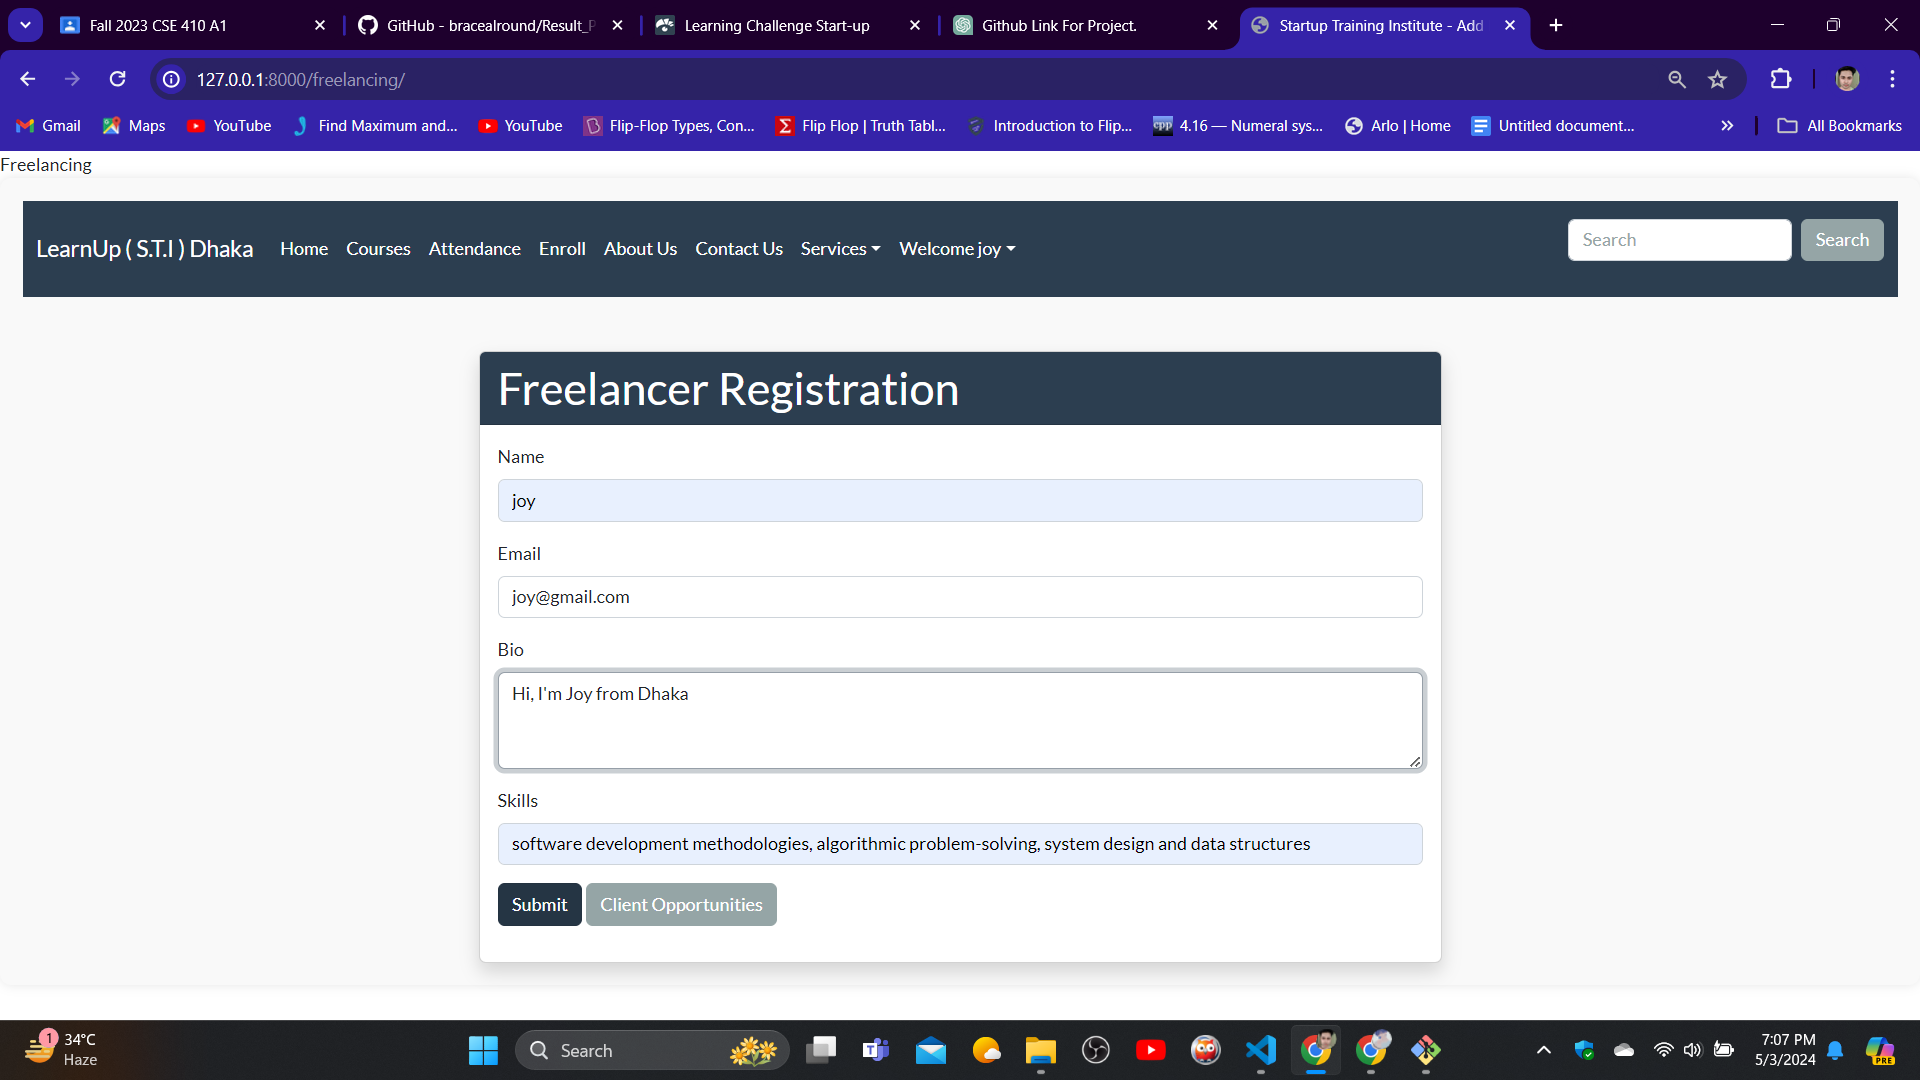 Fall 2023 CSE 410 A1
GitHub - bracealround/Result_P
Learning Challenge Start-up
Github Link For Project.
Startup Training Institute - Add
127.0.0.1:8000/freelancing/
Gmail
Maps
YouTube
Find Maximum and...
YouTube
Flip-Flop Types, Con...
Flip Flop | Truth Tabl...
Introduction to Flip...
4.16 — Numeral sys...
Arlo | Home
Untitled document...
All Bookmarks
Freelancing
LearnUp ( S.T.I ) Dhaka
Home
Courses
Attendance
Enroll
About Us
Contact Us
Services
Welcome joy
Search
Search
Freelancer Registration
Name
joy
Email
joy@gmail.com
Bio
Hi, I'm Joy from Dhaka
Skills
software development methodologies, algorithmic problem-solving, system design and data structures
Submit
Client Opportunities
1
34°C
Haze
Search
7:07 PM
5/3/2024
PRE